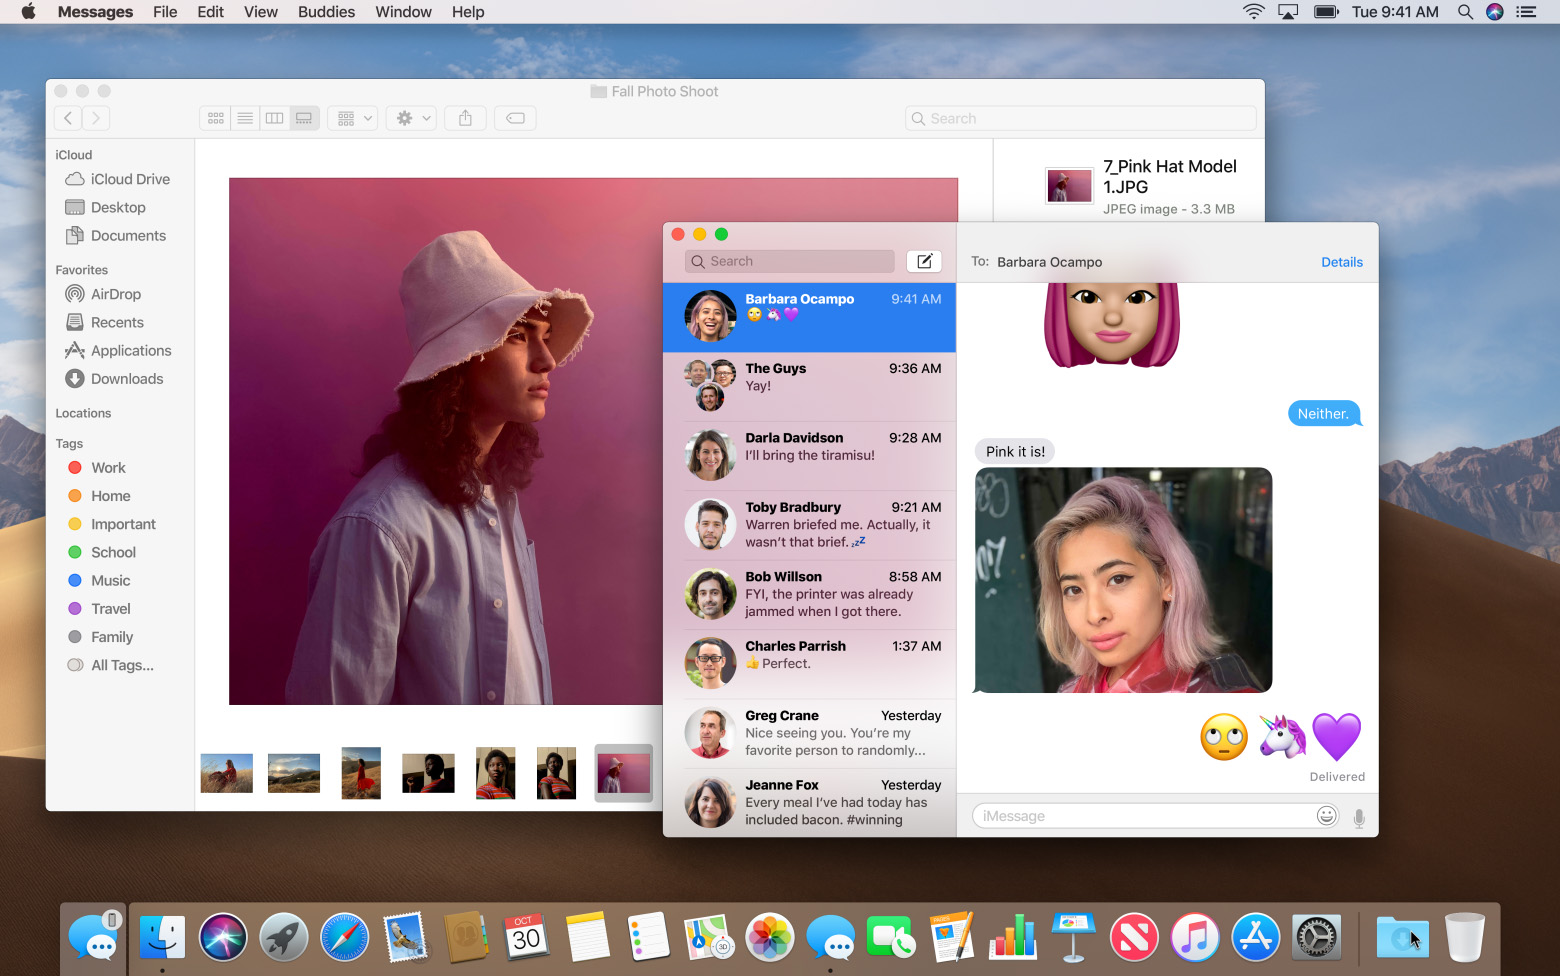 Messages File Edit View Buddies Window Help
Tue 9:41 AM
Fall Photo Shoot
Search
iCloud
iCloud Drive
Desktop
Documents
Favorites
AirDrop
Recents
Applications
Downloads
Locations
Tags
Work
Home
Important
School
Music
Travel
Family
All Tags...
7_Pink Hat Model
1.JPG
JPEG image - 3.3 MB
Search
Barbara Ocampo 9:41 AM
The Guys 9:36 AM
Yay!
Darla Davidson 9:28 AM
I'll bring the tiramisu!
Toby Bradbury 9:21 AM
Warren briefed me. Actually, it
wasn't that brief. 💤
Bob Willson 8:58 AM
FYI, the printer was already
jammed when I got there.
Charles Parrish 1:37 AM
👍 Perfect.
Greg Crane Yesterday
Nice seeing you. You're my
favorite person to randomly...
Jeanne Fox Yesterday
Every meal I've had today has
included bacon. #winning
To: Barbara Ocampo Details
Neither.
Pink it is!
Delivered
iMessage
OCT
30
PAGES
3D